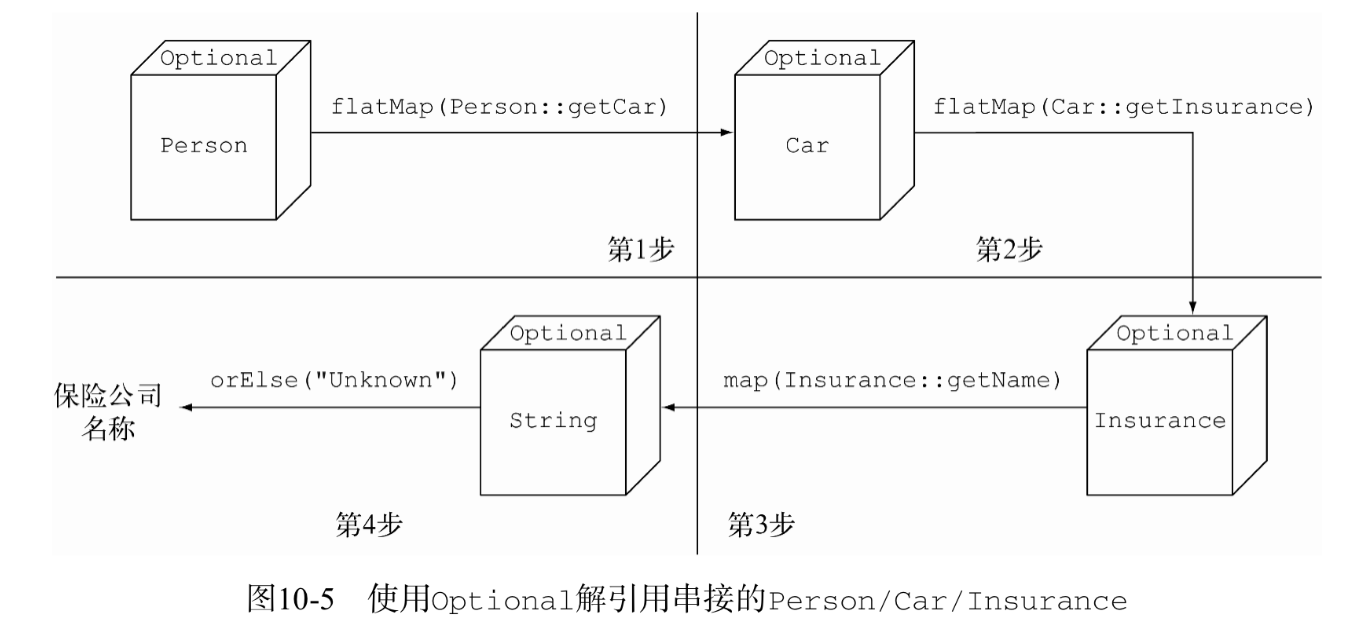 Optional
Person
flatMap(Person::getCar)
第1步
Optional
Car
flatMap(Car::getInsurance)
第2步
Optional
Insurance
map(Insurance::getName)
第3步
Optional
String
orElse("Unknown")
第4步
保险公司
名称
图10-5 使用Optional解引用串接的Person/Car/Insurance